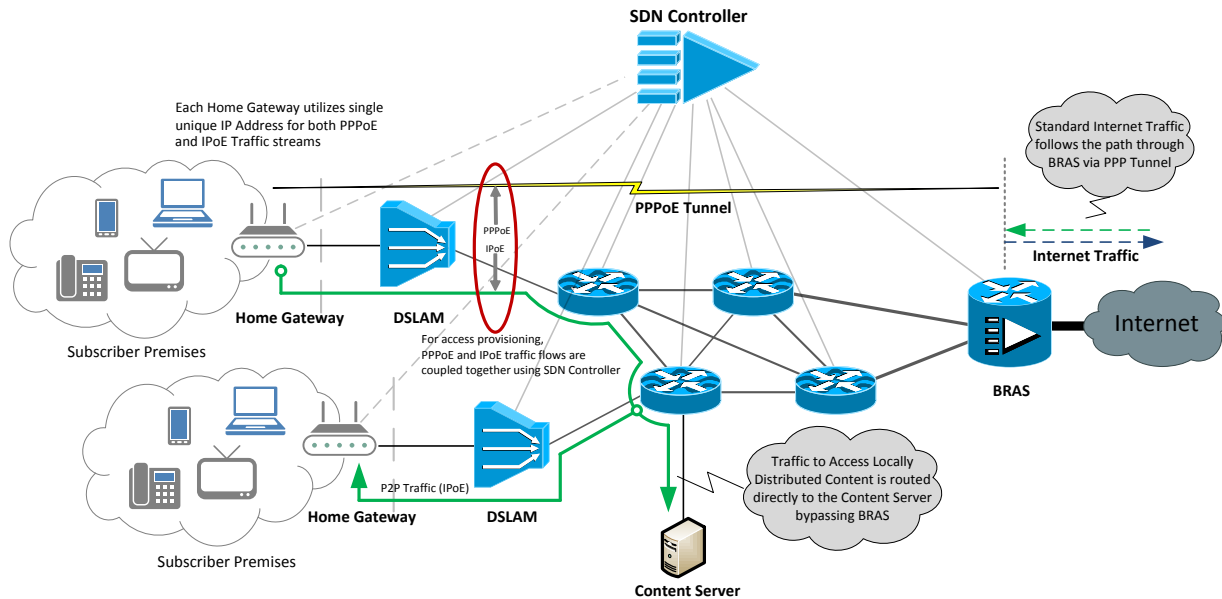 SDN Controller
Each Home Gateway utilizes single
unique IP Address for both PPPoE
and IPoE Traffic streams
Standard Internet Traffic
follows the path through
BRAS via PPP Tunnel
PPPoE Tunnel
PPPoE
IPoE
Internet Traffic
Home Gateway
DSLAM
Subscriber Premises
For access provisioning,
PPPoE and IPoE traffic flows are
coupled together using SDN Controller
Internet
BRAS
Traffic to Access Locally
Distributed Content is routed
directly to the Content Server
bypassing BRAS
P2P Traffic (IPoE)
Home Gateway
DSLAM
Subscriber Premises
Content Server